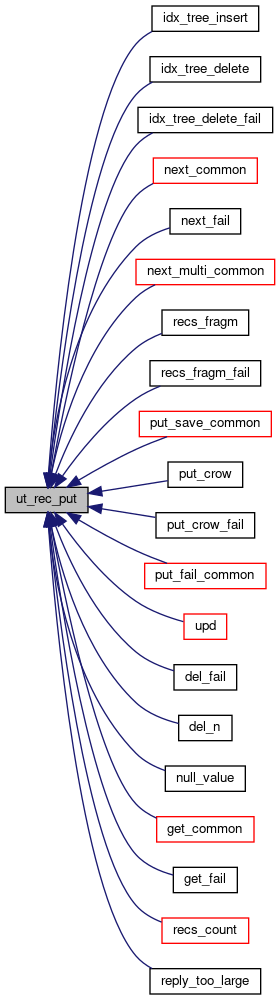 idx_tree_insert
idx_tree_delete
idx_tree_delete_fail
next_common
next_fail
next_multi_common
recs_fragm
recs_fragm_fail
put_save_common
put_crow
ut_rec_put
put_crow_fail
put_fail_common
upd
del_fail
del_n
null_value
get_common
get_fail
recs_count
reply_too_large